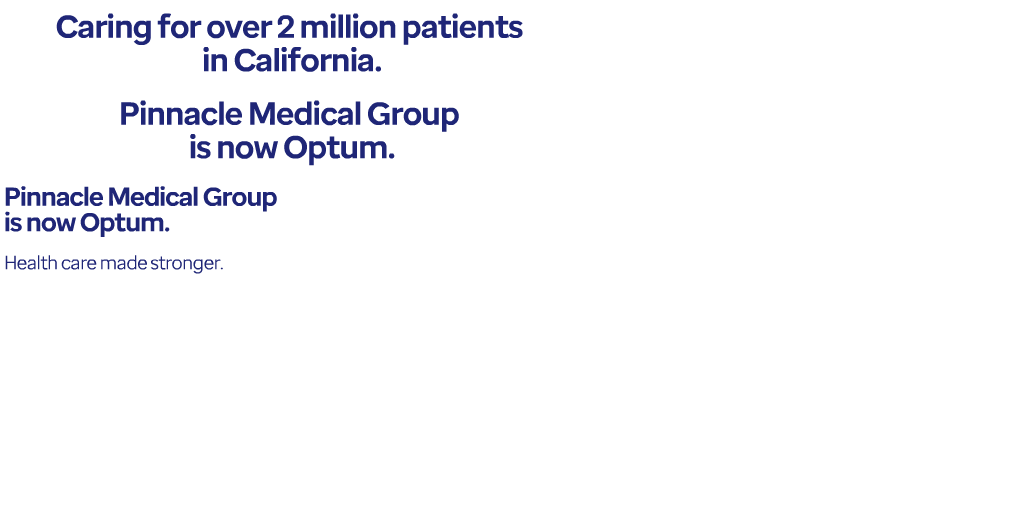 Caring for over 2 million patients
in California.
Pinnacle Medical Group
is now Optum.
Pinnacle Medical Group
is now Optum.
Health care made stronger.